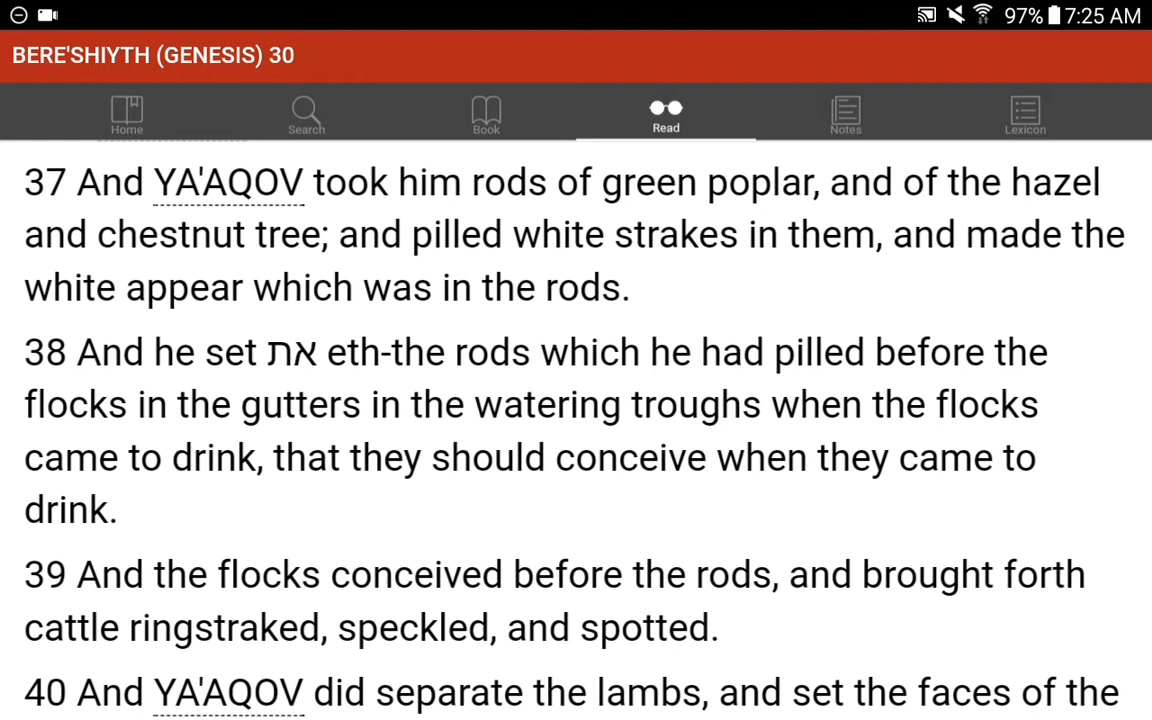 97% 7:25 AM
BERE'SHIYTH (GENESIS) 30
Home Search Book Read Notes Lexicon
37 And YA'AQOV took him rods of green poplar, and of the hazel
and chestnut tree; and pilled white strakes in them, and made the
white appear which was in the rods.
38 And he set את eth-the rods which he had pilled before the
flocks in the gutters in the watering troughs when the flocks
came to drink, that they should conceive when they came to
drink.
39 And the flocks conceived before the rods, and brought forth
cattle ringstraked, speckled, and spotted.
40 And YA'AQOV did separate the lambs, and set the faces of the